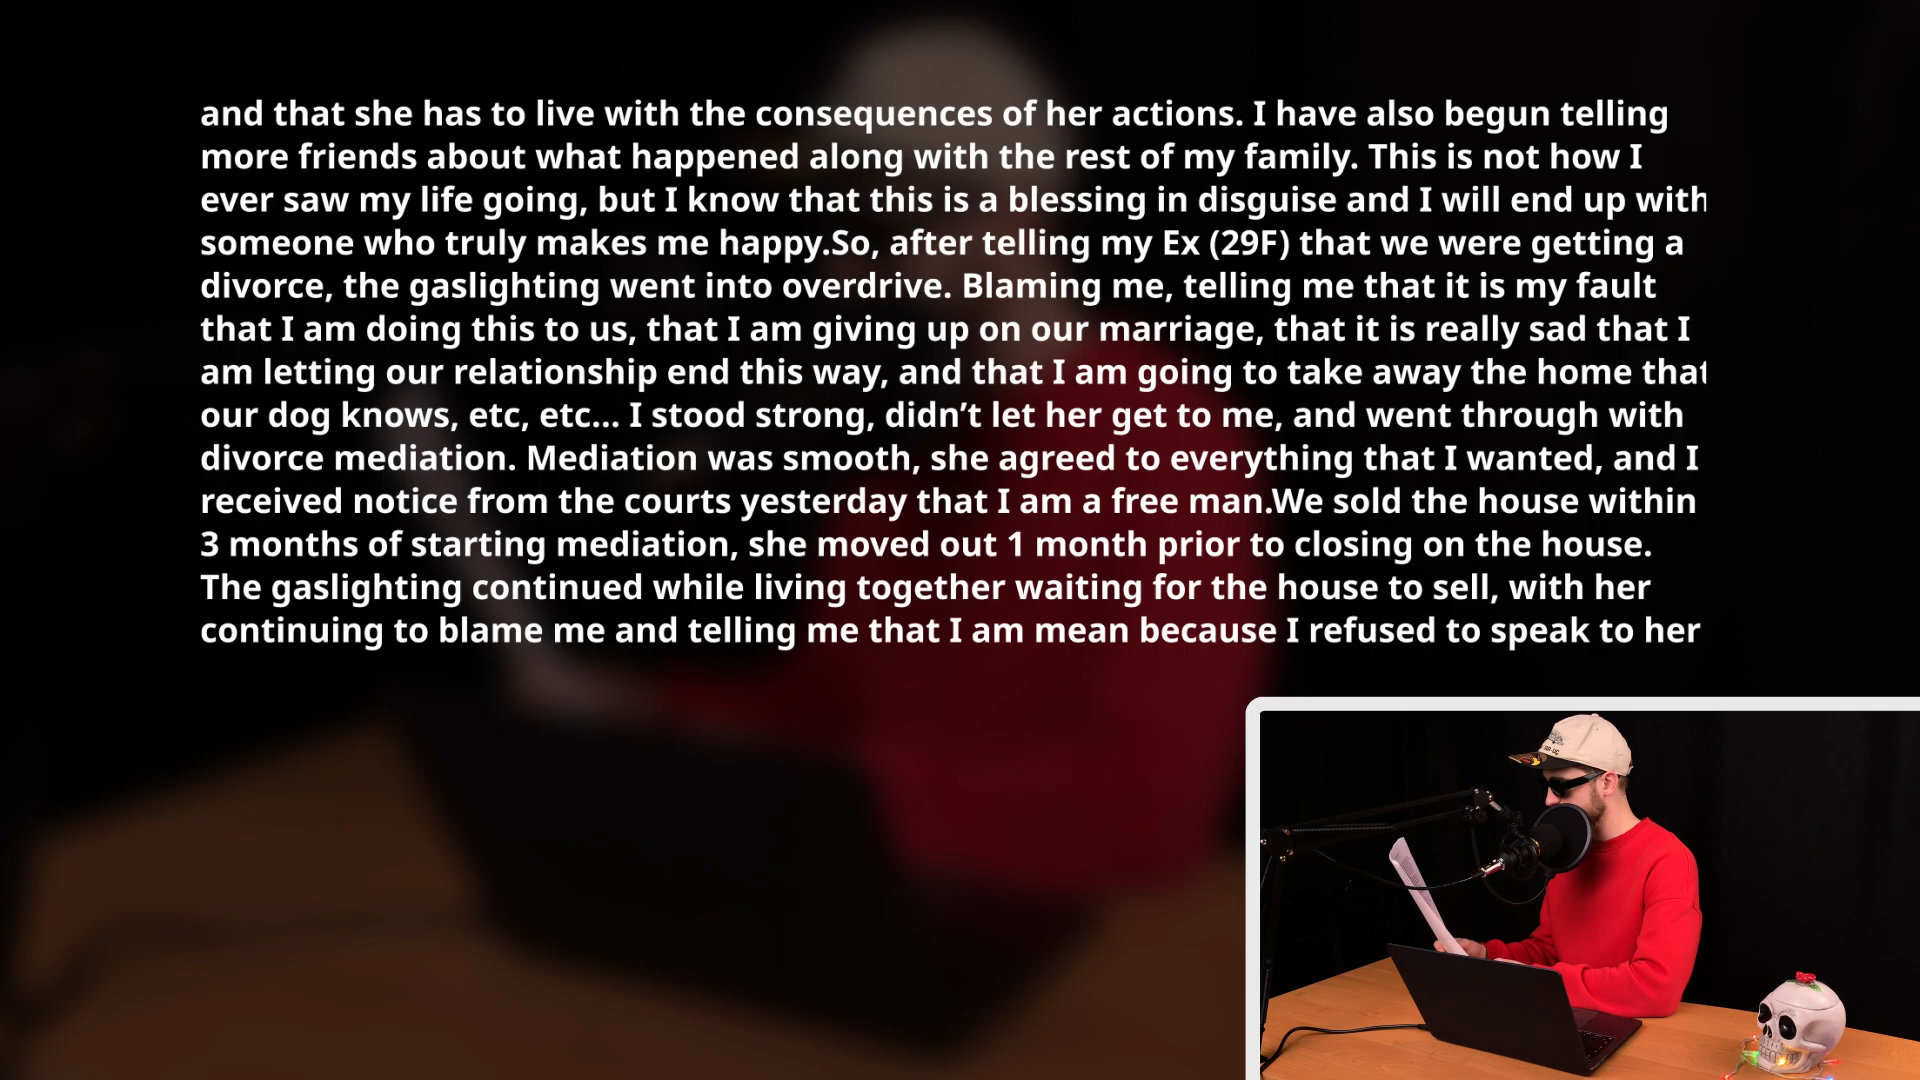 and that she has to live with the consequences of her actions. I have also begun telling
more friends about what happened along with the rest of my family. This is not how I
ever saw my life going, but I know that this is a blessing in disguise and I will end up with
someone who truly makes me happy.So, after telling my Ex (29F) that we were getting a
divorce, the gaslighting went into overdrive. Blaming me, telling me that it is my fault
that I am doing this to us, that I am giving up on our marriage, that it is really sad that I
am letting our relationship end this way, and that I am going to take away the home that
our dog knows, etc, etc... I stood strong, didn’t let her get to me, and went through with
divorce mediation. Mediation was smooth, she agreed to everything that I wanted, and I
received notice from the courts yesterday that I am a free man.We sold the house within
3 months of starting mediation, she moved out 1 month prior to closing on the house.
The gaslighting continued while living together waiting for the house to sell, with her
continuing to blame me and telling me that I am mean because I refused to speak to her